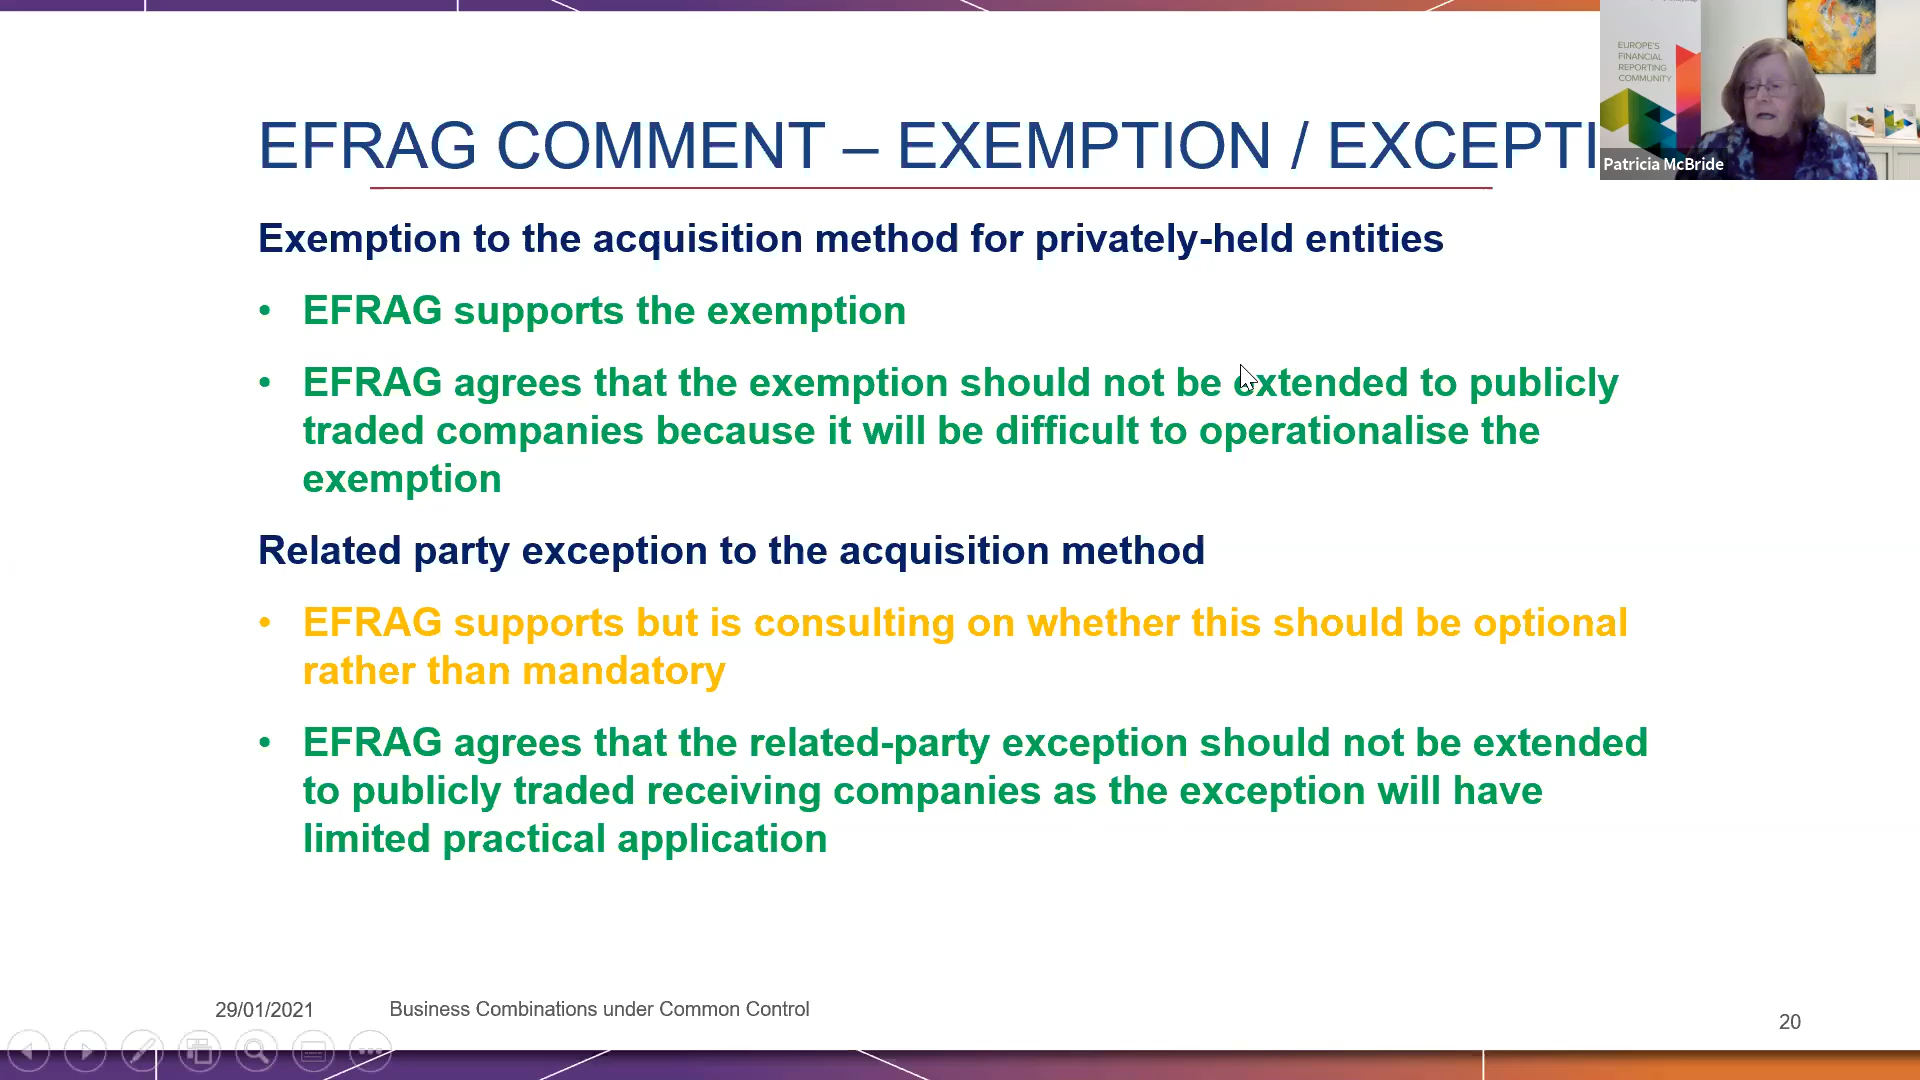 EUROPE'S
FINANCIAL
REPORTING
COMMUNITY
Patricia McBride
EFRAG COMMENT – EXEMPTION / EXCEPTI
Exemption to the acquisition method for privately-held entities
• EFRAG supports the exemption
• EFRAG agrees that the exemption should not be extended to publicly
traded companies because it will be difficult to operationalise the
exemption
Related party exception to the acquisition method
• EFRAG supports but is consulting on whether this should be optional
rather than mandatory
• EFRAG agrees that the related-party exception should not be extended
to publicly traded receiving companies as the exception will have
limited practical application
29/01/2021
Business Combinations under Common Control
20